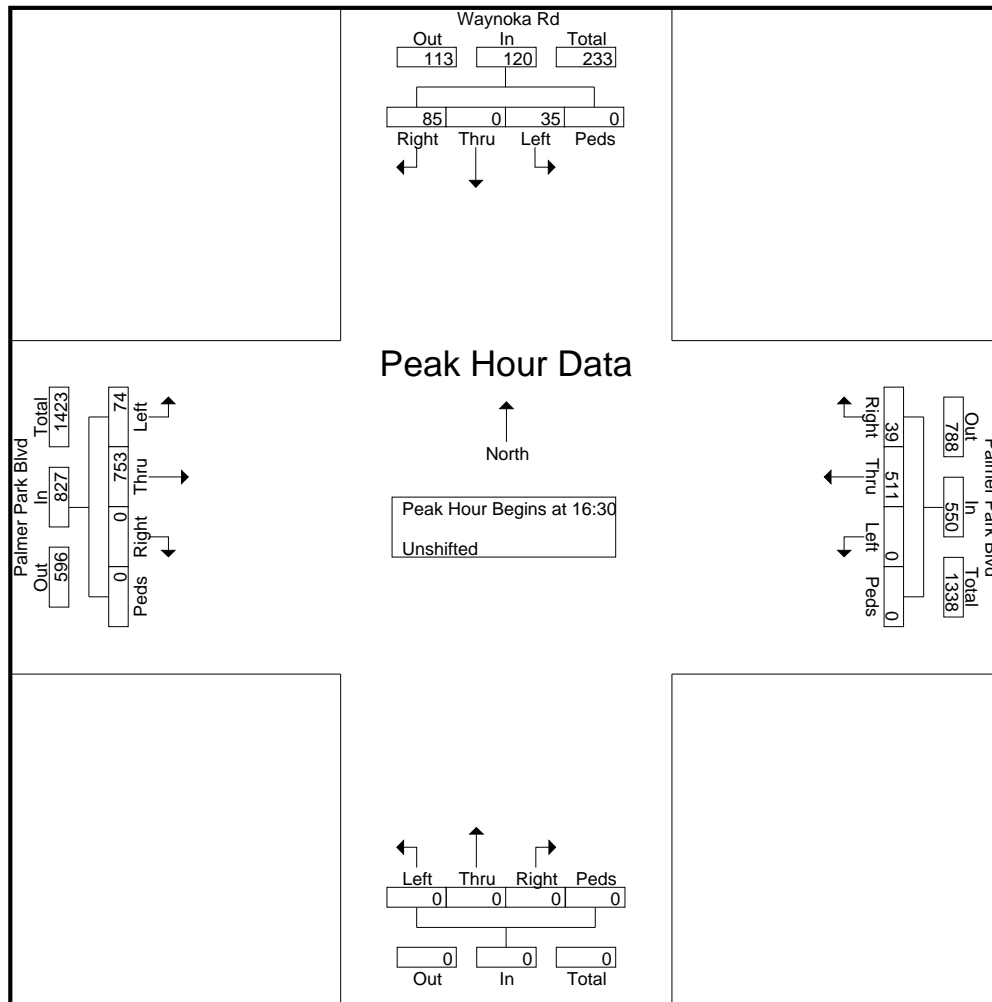 Waynoka Rd
Out In Total
113 120 233
85 0 35 0
Right Thru Left Peds
Peak Hour Data
North
Peak Hour Begins at 16:30
Unshifted
Palmer Park Blvd
Out In Total
596 827 1423
74 753 0 0
Left Thru Right Peds
Palmer Park Blvd
Out In Total
788 550 1338
39 511 0 0
Right Thru Left Peds
Left Thru Right Peds
0 0 0 0
0 0 0
Out In Total